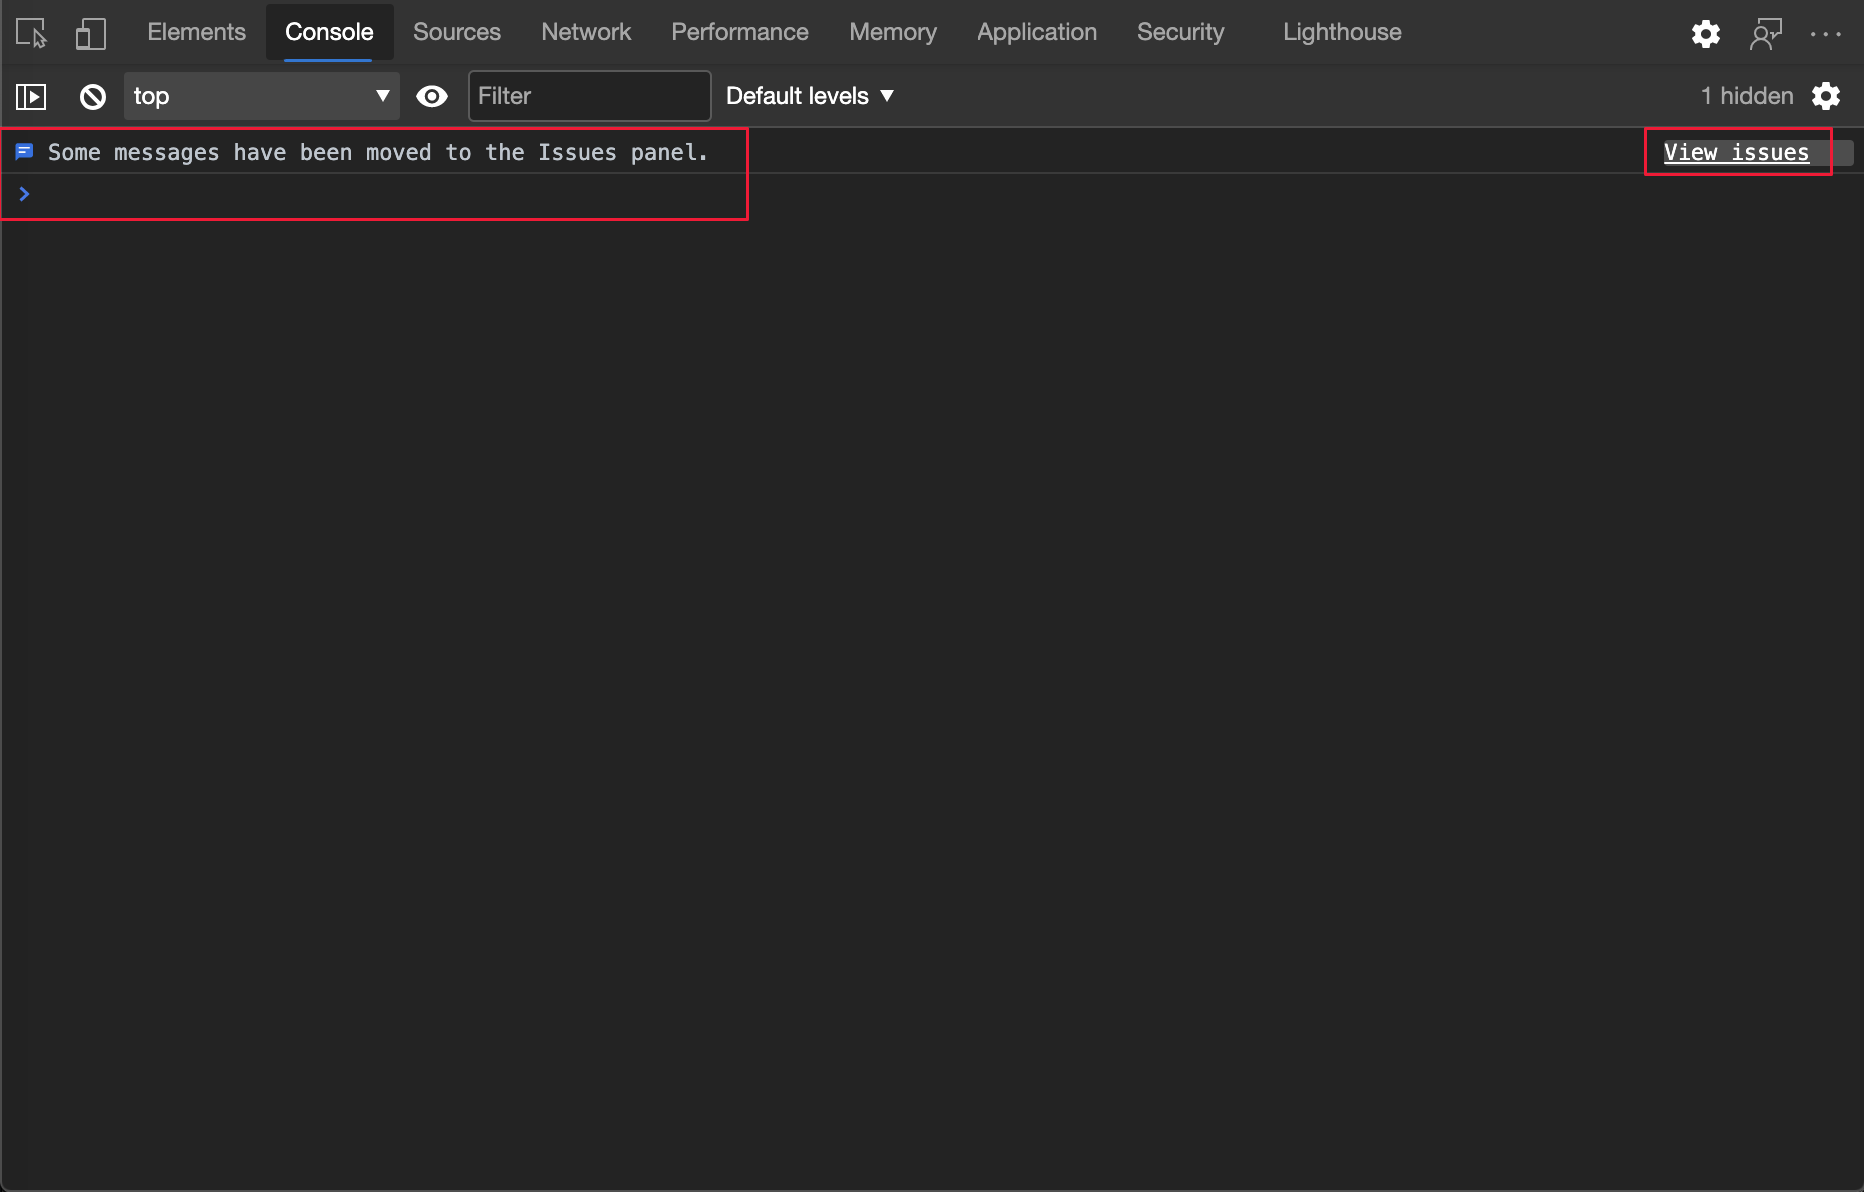 Elements Console Sources Network Performance Memory Application Security Lighthouse
top Filter Default levels 1 hidden
Some messages have been moved to the Issues panel. View issues